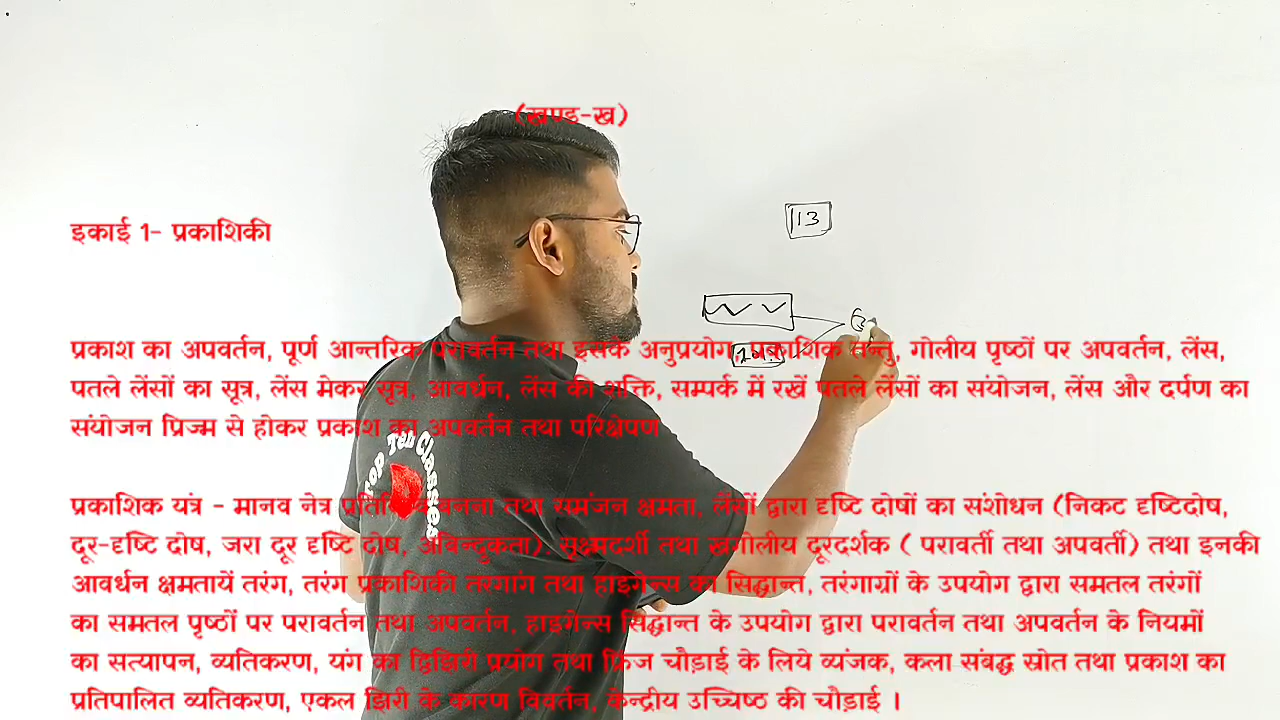 (खण्ड-ख)
इकाई 1- प्रकाशिकी
113
प्रकाश का अपवर्तन, पूर्ण आन्तरिक परावर्तन तथा इसके अनुप्रयोग, प्रकाशिक तन्तु, गोलीय पृष्ठों पर अपवर्तन, लेंस,
पतले लेंसों का सूत्र, लेंस मेकर सूत्र, आवर्धन, लेंस की शक्ति, सम्पर्क में रखें पतले लेंसों का संयोजन, लेंस और दर्पण का
संयोजन प्रिज्म से होकर प्रकाश का अपवर्तन तथा परिक्षेपण
Top Classes
प्रकाशिक यंत्र - मानव नेत्र बनना तथा समंजन क्षमता, लेंसों द्वारा दृष्टि दोषों का संशोधन (निकट दृष्टिदोष,
दूर-दृष्टि दोष, जरा दूर दृष्टि दोष, अबिन्दुकता) सूक्ष्मदर्शी तथा खगोलीय दूरदर्शक ( परावर्ती तथा अपवर्ती) तथा इनकी
आवर्धन क्षमतायें तरंग, तरंग प्रकाशिकी तरगाग तथा हाइगेन्स का सिद्धान्त, तरंगाग्रों के उपयोग द्वारा समतल तरंगों
का समतल पृष्ठों पर परावर्तन तथा अपवर्तन, हाइगेन्स सिद्धान्त के उपयोग द्वारा परावर्तन तथा अपवर्तन के नियमों
का सत्यापन, व्यतिकरण, यंग का द्विझिरी प्रयोग तथा फ्रिंज चौड़ाई के लिये व्यंजक, कला संबद्ध स्रोत तथा प्रकाश का
प्रतिपालित व्यतिकरण, एकल झिरी के कारण विवर्तन, केन्द्रीय उच्चिष्ठ की चौड़ाई ।